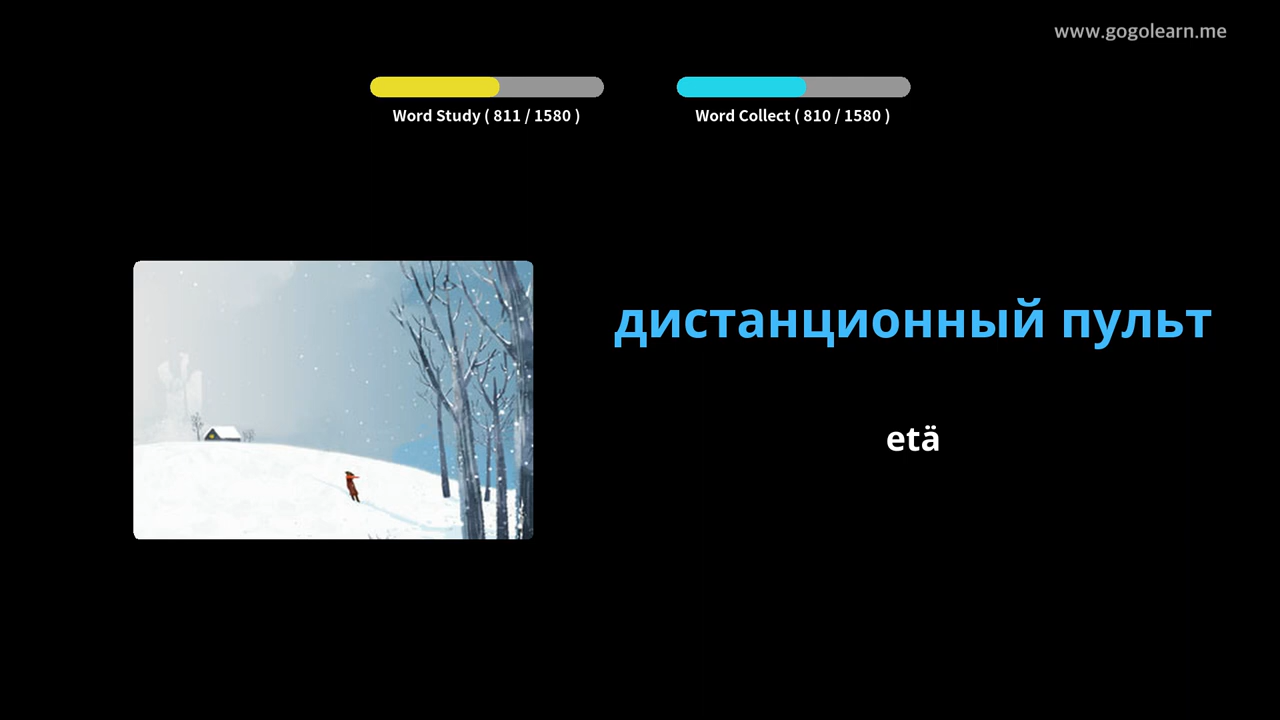 www.gogolearn.me
Word Study ( 811 / 1580 )
Word Collect ( 810 / 1580 )
дистанционный пульт
etä